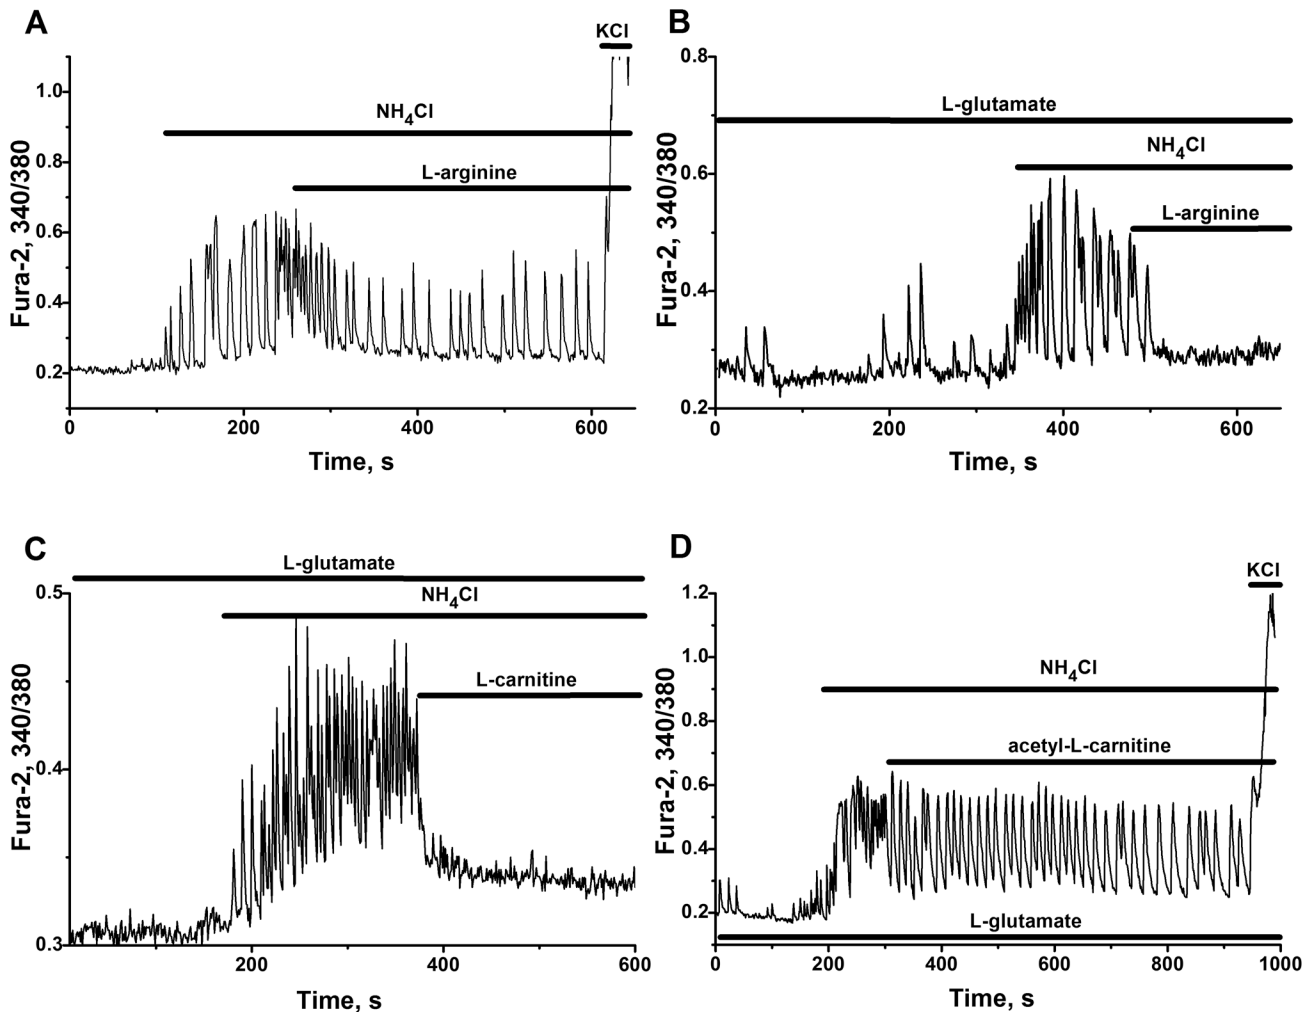 A
KCl
NH4Cl
L-arginine
Fura-2, 340/380
1.0
0.8
0.6
0.4
0.2
0
200
400
600
Time, s
B
L-glutamate
NH4Cl
L-arginine
Fura-2, 340/380
0.8
0.6
0.4
0.2
0
200
400
600
Time, s
C
L-glutamate
NH4Cl
L-carnitine
Fura-2, 340/380
0.5
0.4
0.3
200
400
600
Time, s
D
KCl
NH4Cl
acetyl-L-carnitine
L-glutamate
Fura-2, 340/380
1.2
1.0
0.8
0.6
0.4
0.2
0
200
400
600
800
1000
Time, s